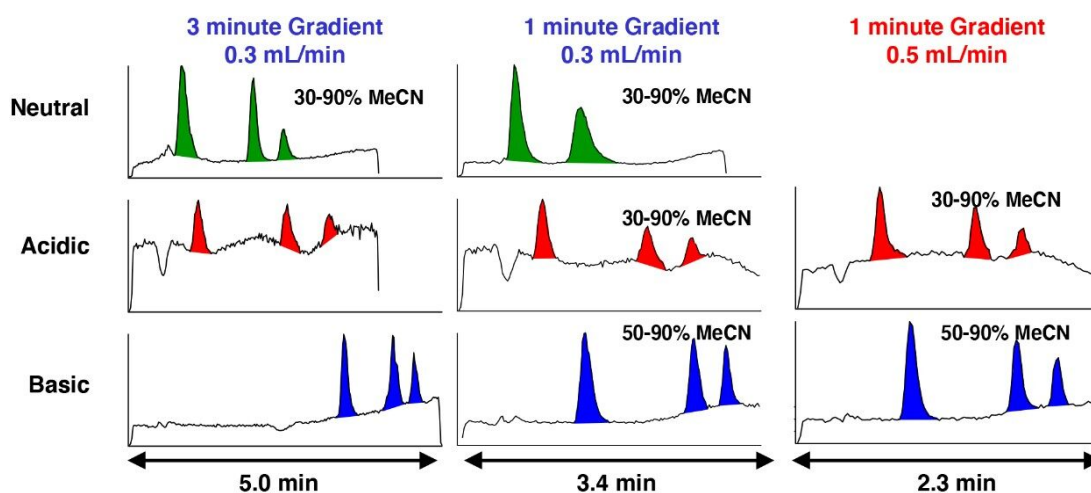 3 minute Gradient
0.3 mL/min
1 minute Gradient
0.3 mL/min
1 minute Gradient
0.5 mL/min
Neutral
30-90% MeCN
30-90% MeCN
Acidic
30-90% MeCN
30-90% MeCN
Basic
50-90% MeCN
50-90% MeCN
5.0 min
3.4 min
2.3 min